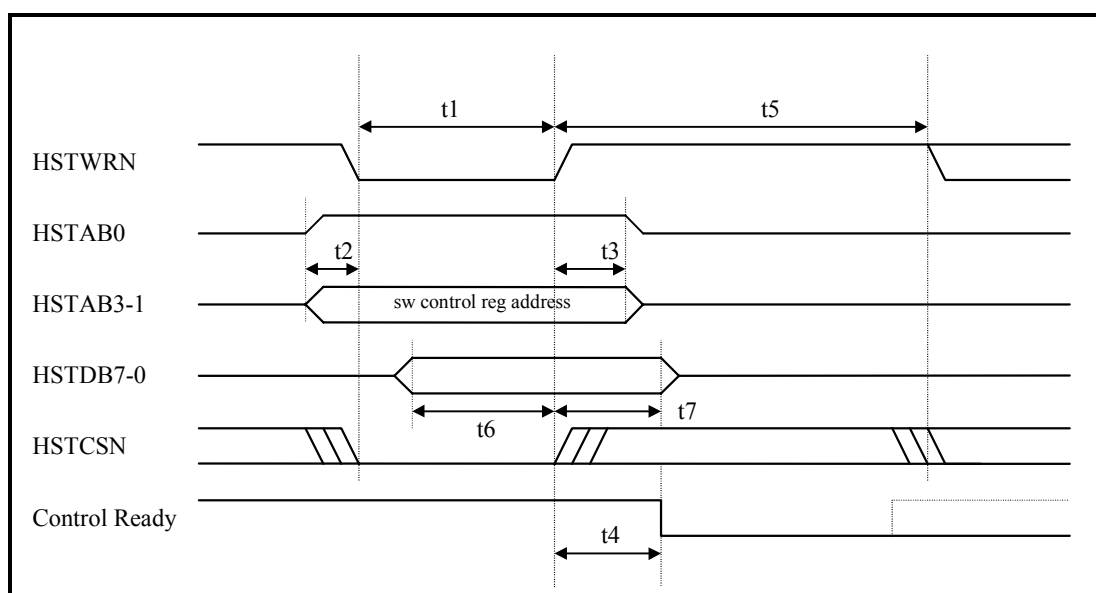 t1
t5
HSTWRN
HSTAB0
t2
t3
HSTAB3-1
sw control reg address
HSTDB7-0
t6
t7
HSTCSN
Control Ready
t4